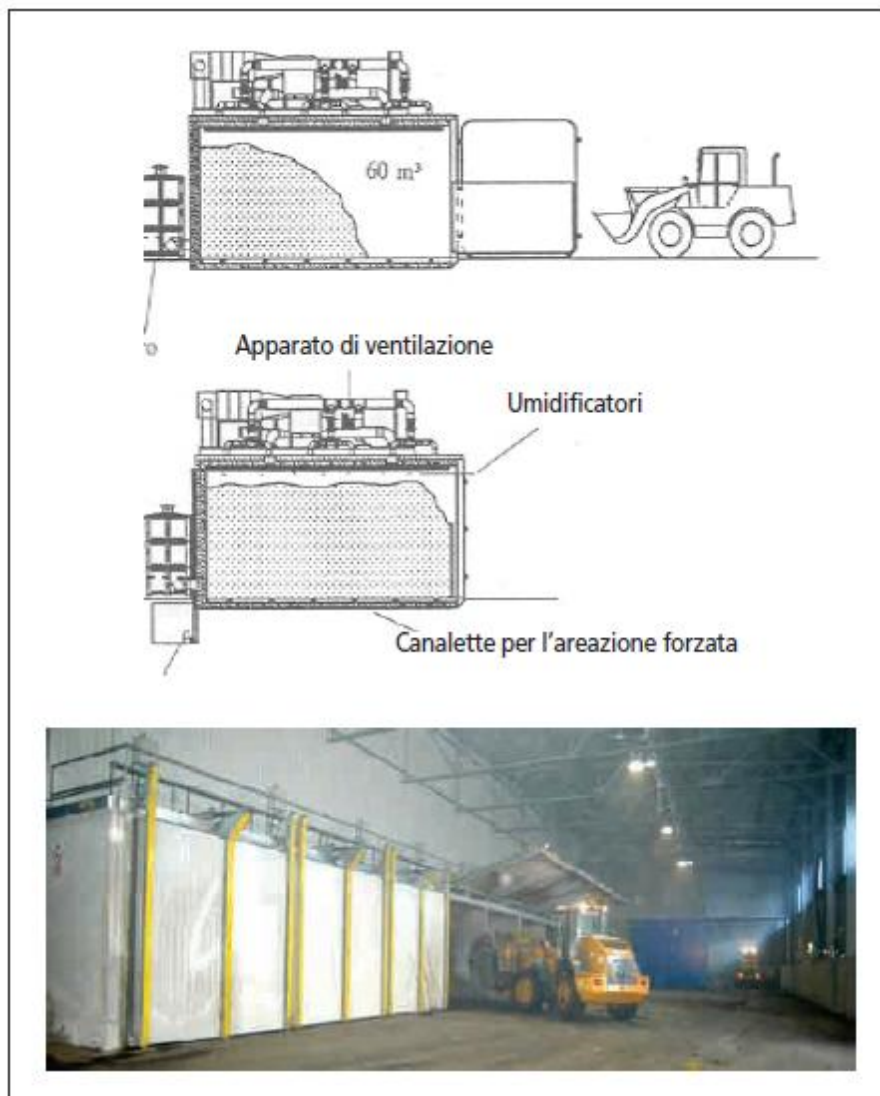 60 m³
Apparato di ventilazione
Umidificatori
Canalette per l'areazione forzata